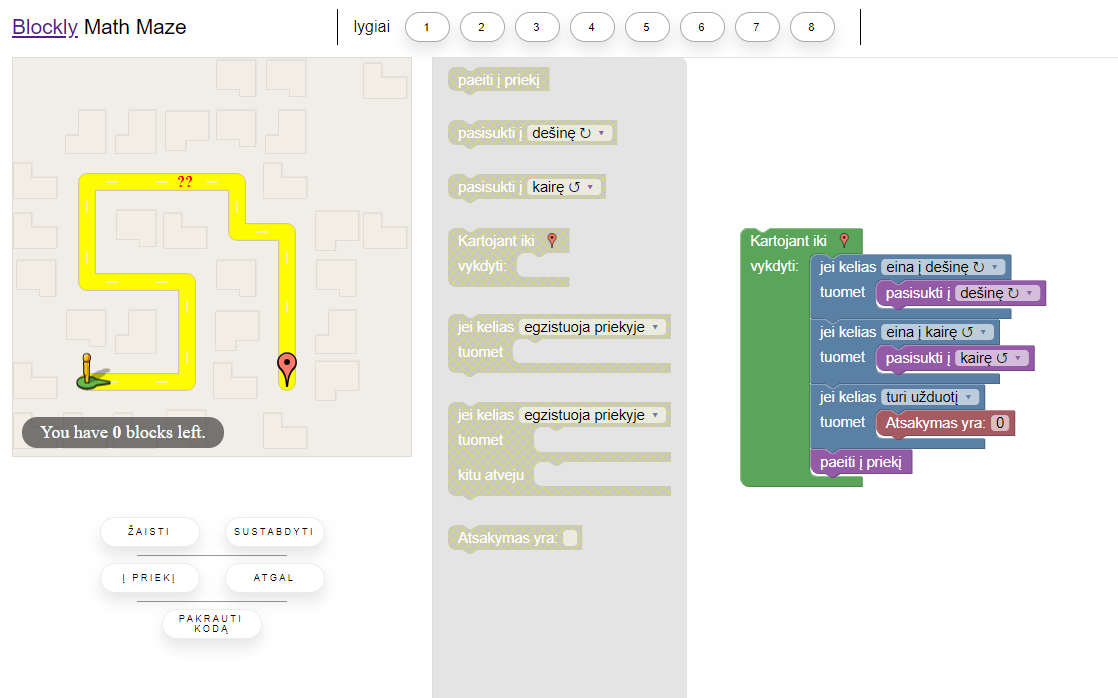 Blockly Math Maze
lygiai 1 2 3 4 5 6 7 8
??
You have 0 blocks left.
ŽAISTI
SUSTABDYTI
Į PRIEKĮ
ATGAL
PAKRAUTI
KODĄ
paeiti į priekį
pasisukti į dešinę ↻ ▾
pasisukti į kairę ↺ ▾
Kartojant iki
vykdyti:
jei kelias egzistuoja priekyje ▾
tuomet
jei kelias egzistuoja priekyje ▾
tuomet
kitu atveju
Atsakymas yra:
Kartojant iki
vykdyti:
jei kelias eina į dešinę ↻ ▾
tuomet pasisukti į dešinę ↻ ▾
jei kelias eina į kairę ↺ ▾
tuomet pasisukti į kairę ↺ ▾
jei kelias turi užduotį ▾
tuomet Atsakymas yra: 0
paeiti į priekį